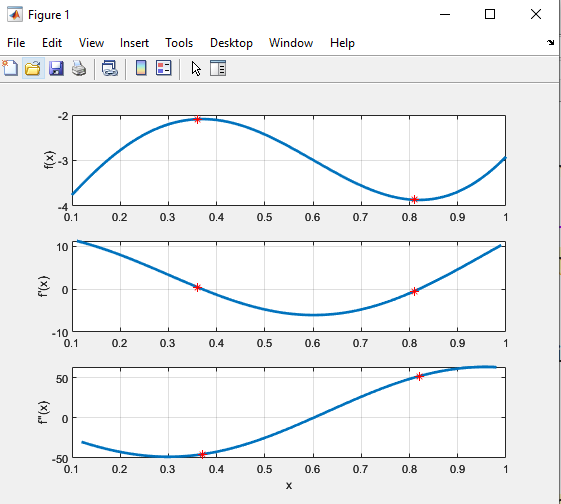 Figure 1
File Edit View Insert Tools Desktop Window Help
-2
-3
-4
f(x)
0.1 0.2 0.3 0.4 0.5 0.6 0.7 0.8 0.9 1
10
0
-10
f'(x)
0.1 0.2 0.3 0.4 0.5 0.6 0.7 0.8 0.9 1
50
0
-50
f''(x)
0.1 0.2 0.3 0.4 0.5 0.6 0.7 0.8 0.9 1
x